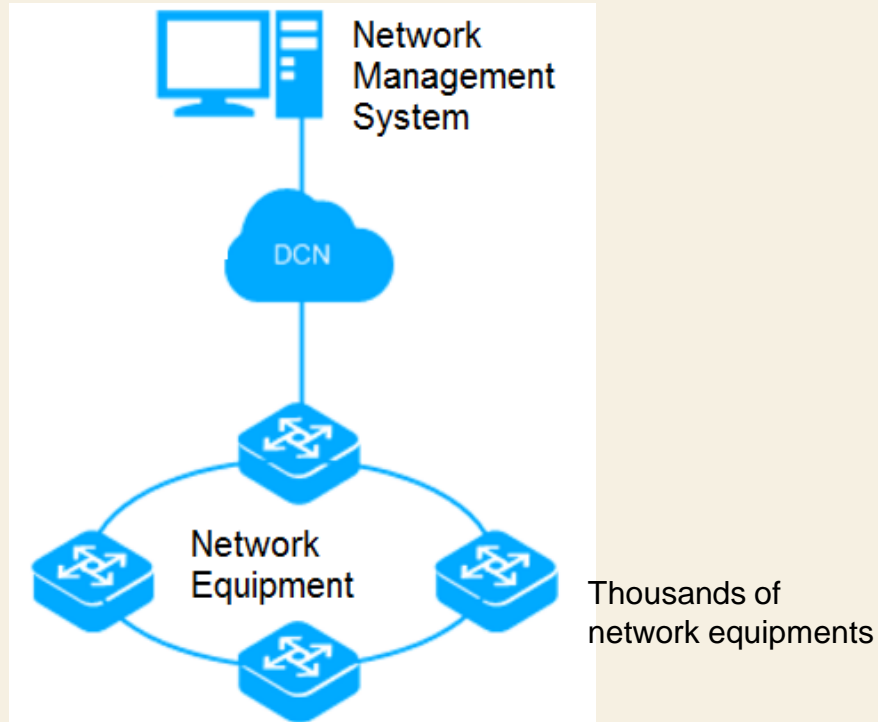 Network
Management
System
DCN
Network
Equipment
Thousands of
network equipments